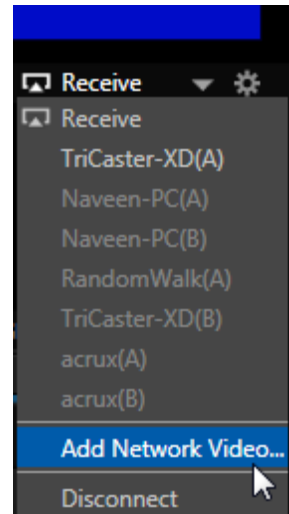 Receive
Receive
TriCaster-XD(A)
Naveen-PC(A)
Naveen-PC(B)
RandomWalk(A)
TriCaster-XD(B)
acrux(A)
acrux(B)
Add Network Video...
Disconnect